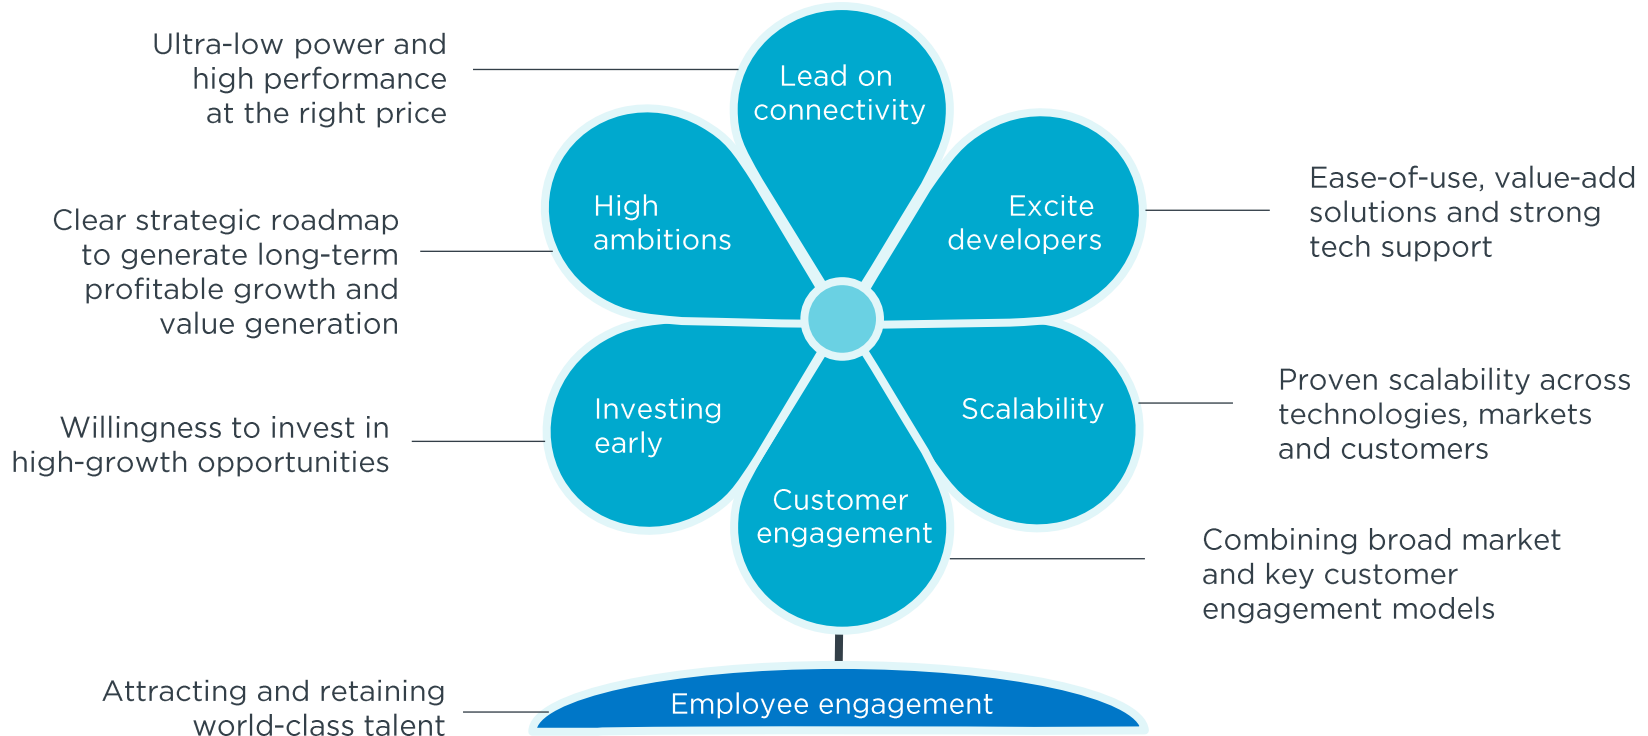 Ultra-low power and
high performance
at the right price
Lead on
connectivity
Ease-of-use, value-add
solutions and strong
tech support
Excite
developers
High
ambitions
Clear strategic roadmap
to generate long-term
profitable growth and
value generation
Proven scalability across
technologies, markets
and customers
Scalability
Investing
early
Willingness to invest in
high-growth opportunities
Customer
engagement
Combining broad market
and key customer
engagement models
Attracting and retaining
world-class talent
Employee engagement